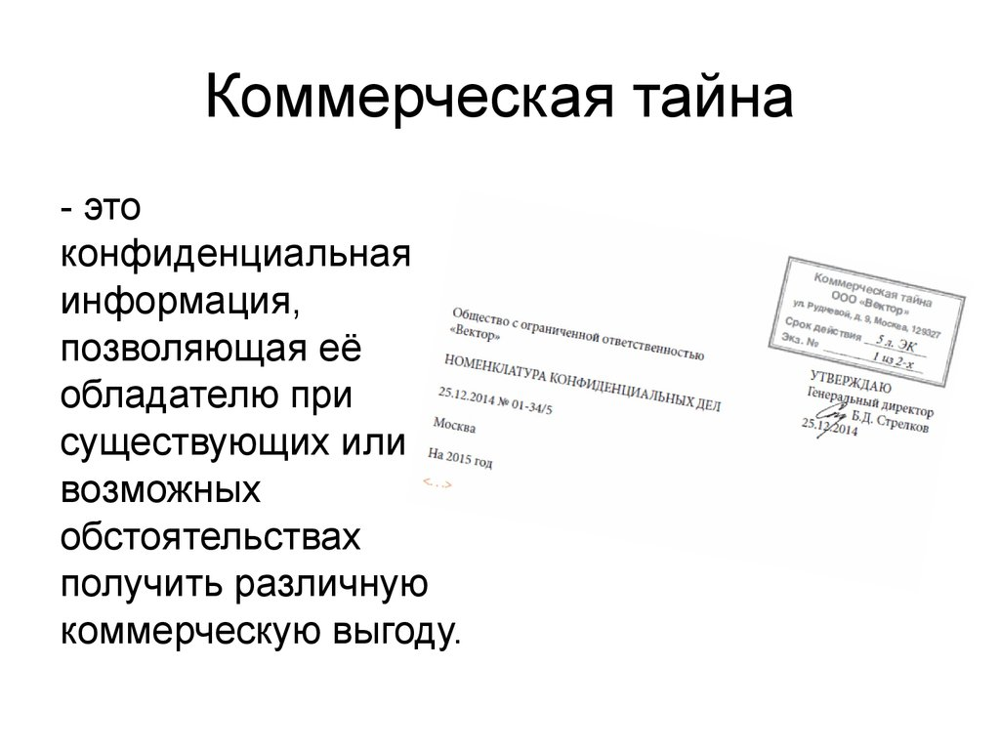 Коммерческая тайна
- это
конфиденциальная
информация,
позволяющая её
обладателю при
существующих или
возможных
обстоятельствах
получить различную
коммерческую выгоду.
Общество с ограниченной ответственностью
«Вектор»
НОМЕНКЛАТУРА КОНФИДЕНЦИАЛЬНЫХ ДЕЛ
25.12.2014 № 01-34/5
Москва
На 2015 год
<...>
Коммерческая тайна
ООО «Вектор»
ул. Рудневой, д. 9, Москва, 129327
Срок действия 5 л. ЭК
Экз. № 1 из 2-х
УТВЕРЖДАЮ
Генеральный директор
Б.Д. Стрелков
25.12.2014